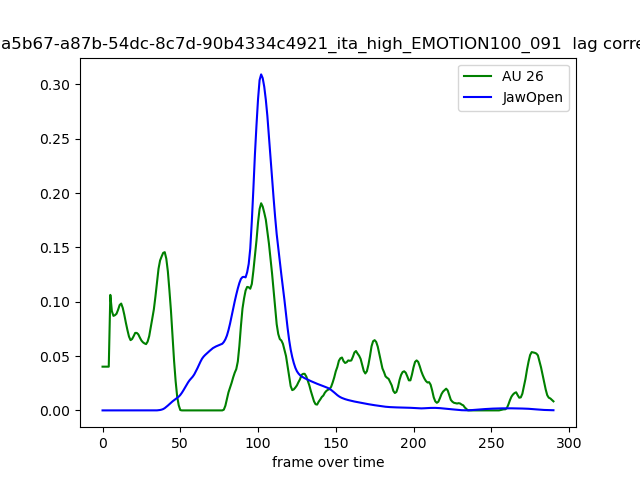 a5b67-a87b-54dc-8c7d-90b4334c4921_ita_high_EMOTION100_091 lag corre
AU 26
JawOpen
0.30
0.25
0.20
0.15
0.10
0.05
0.00
0 50 100 150 200 250 300
frame over time